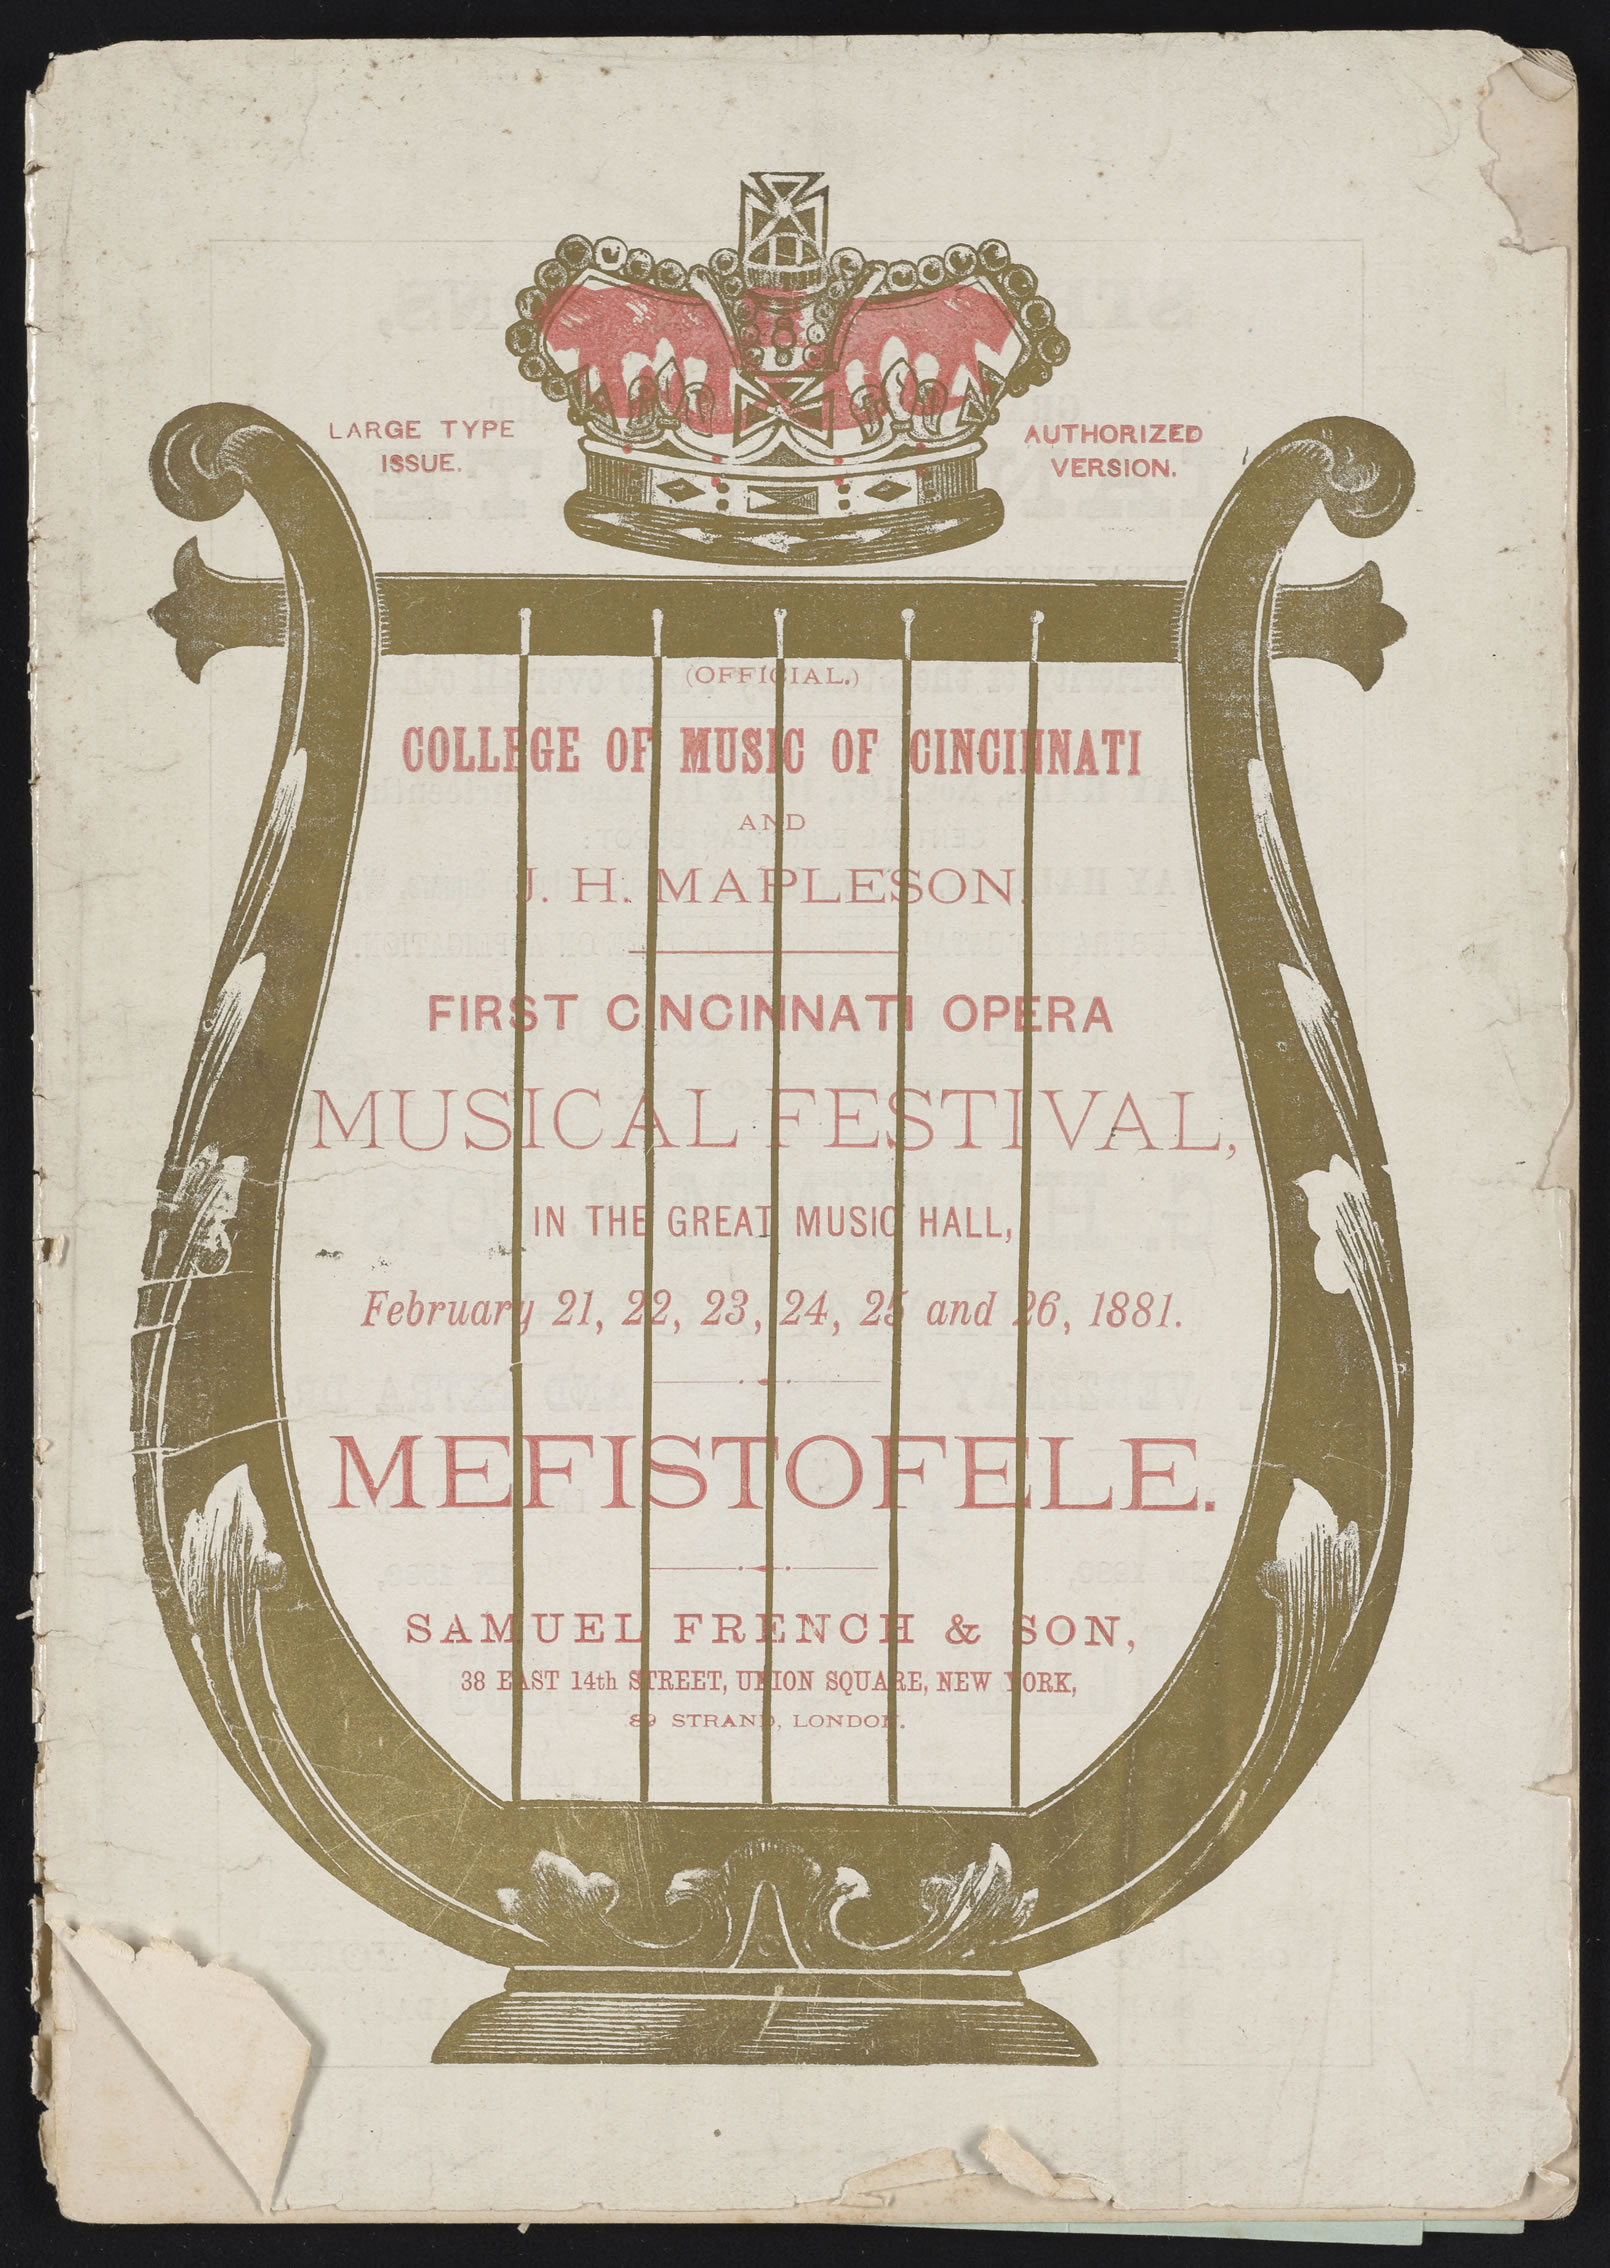 LARGE TYPE
ISSUE.
AUTHORIZED
VERSION.
(OFFICIAL.)
COLLEGE OF MUSIC OF CINCINNATI
AND
J. H. MAPLESON.
FIRST CINCINNATI OPERA
MUSICAL FESTIVAL,
IN THE GREAT MUSIC HALL,
February 21, 22, 23, 24, 25 and 26, 1881.
MEFISTOFELE.
SAMUEL FRENCH & SON,
38 EAST 14th STREET, UNION SQUARE, NEW YORK,
89 STRAND, LONDON.